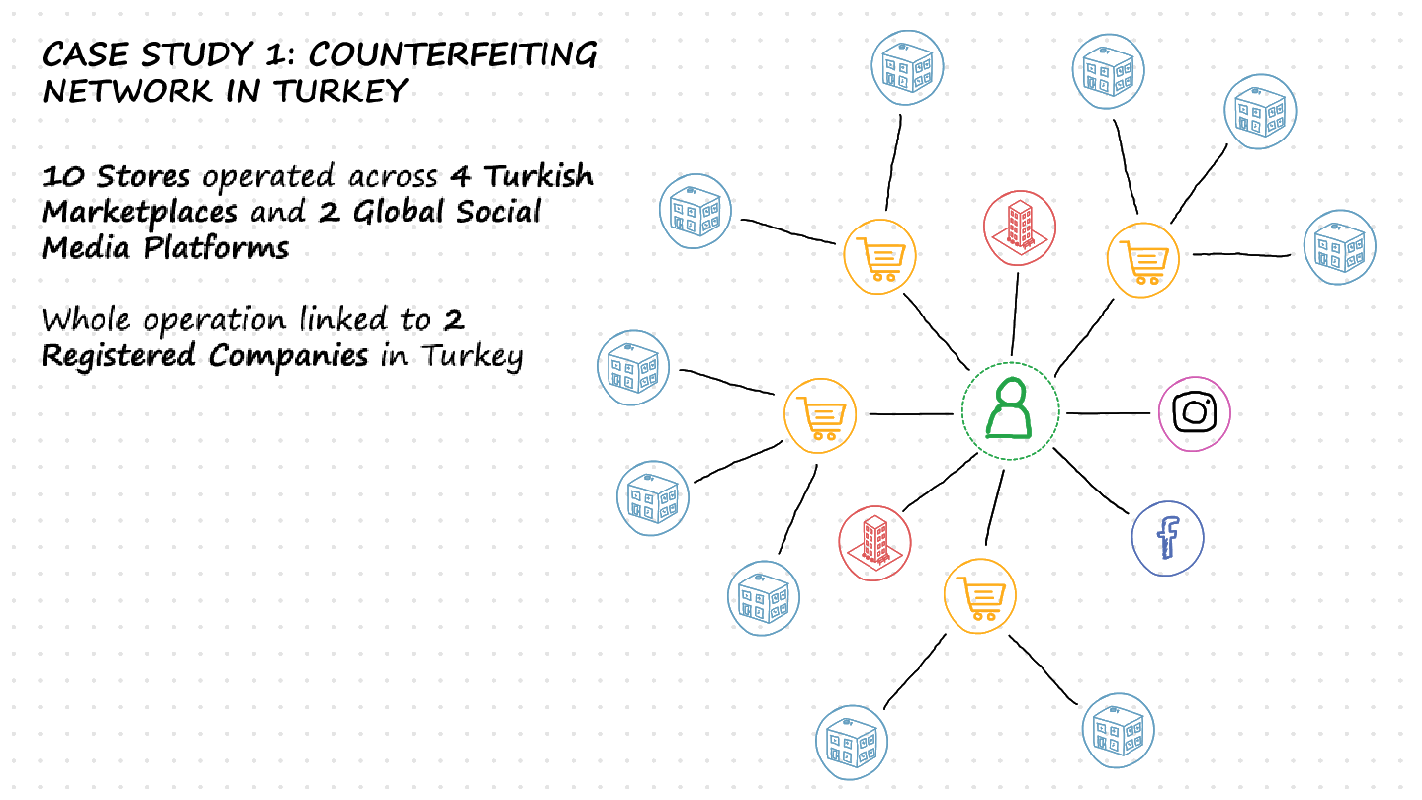 CASE STUDY 1: COUNTERFEITING
NETWORK IN TURKEY
10 Stores operated across 4 Turkish
Marketplaces and 2 Global Social
Media Platforms
Whole operation linked to 2
Registered Companies in Turkey